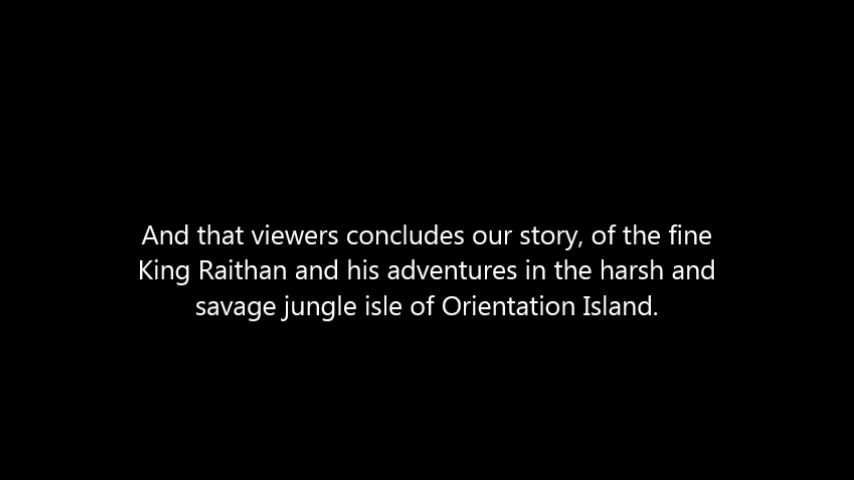 And that viewers concludes our story, of the fine
King Raithan and his adventures in the harsh and
savage jungle isle of Orientation Island.